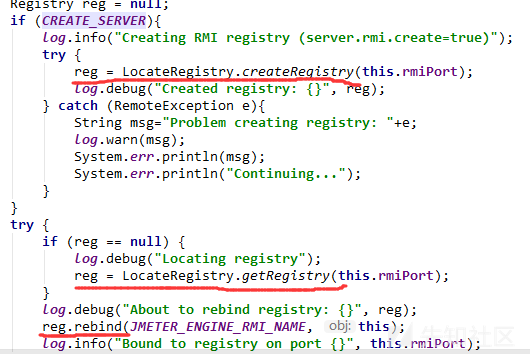 Registry reg = null;
if (CREATE_SERVER){
log.info("Creating RMI registry (server.rmi.create=true)");
try {
reg = LocateRegistry.createRegistry(this.rmiPort);
log.debug("Created registry: {}", reg);
} catch (RemoteException e){
String msg="Problem creating registry: "+e;
log.warn(msg);
System.err.println(msg);
System.err.println("Continuing...");
}
}
try {
if (reg == null) {
log.debug("Locating registry");
reg = LocateRegistry.getRegistry(this.rmiPort);
}
log.debug("About to rebind registry: {}", reg);
reg.rebind(JMETER_ENGINE_RMI_NAME, obj: this);
log.info("Bound to registry on port {}", this.rmiPort);
先知社区